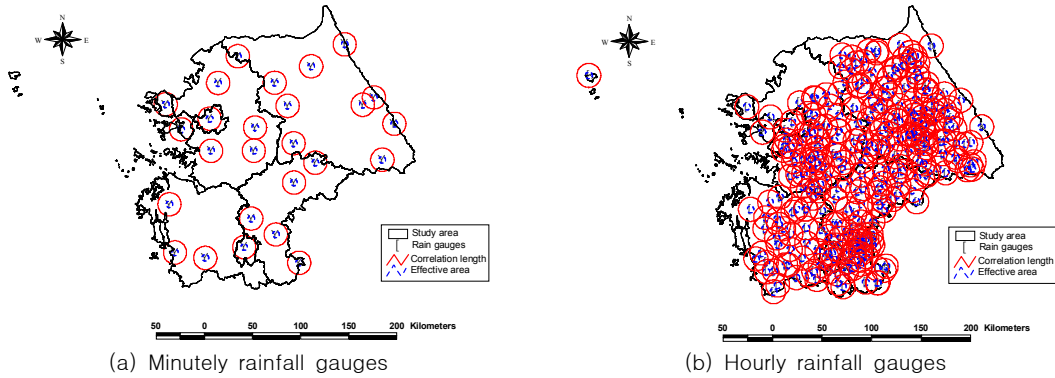 N
W E
S
Study area
Rain gauges
Correlation length
Effective area
50 0 50 100 150 200 Kilometers
(a) Minutely rainfall gauges
N
W E
S
Study area
Rain gauges
Correlation length
Effective area
50 0 50 100 150 200 Kilometers
(b) Hourly rainfall gauges